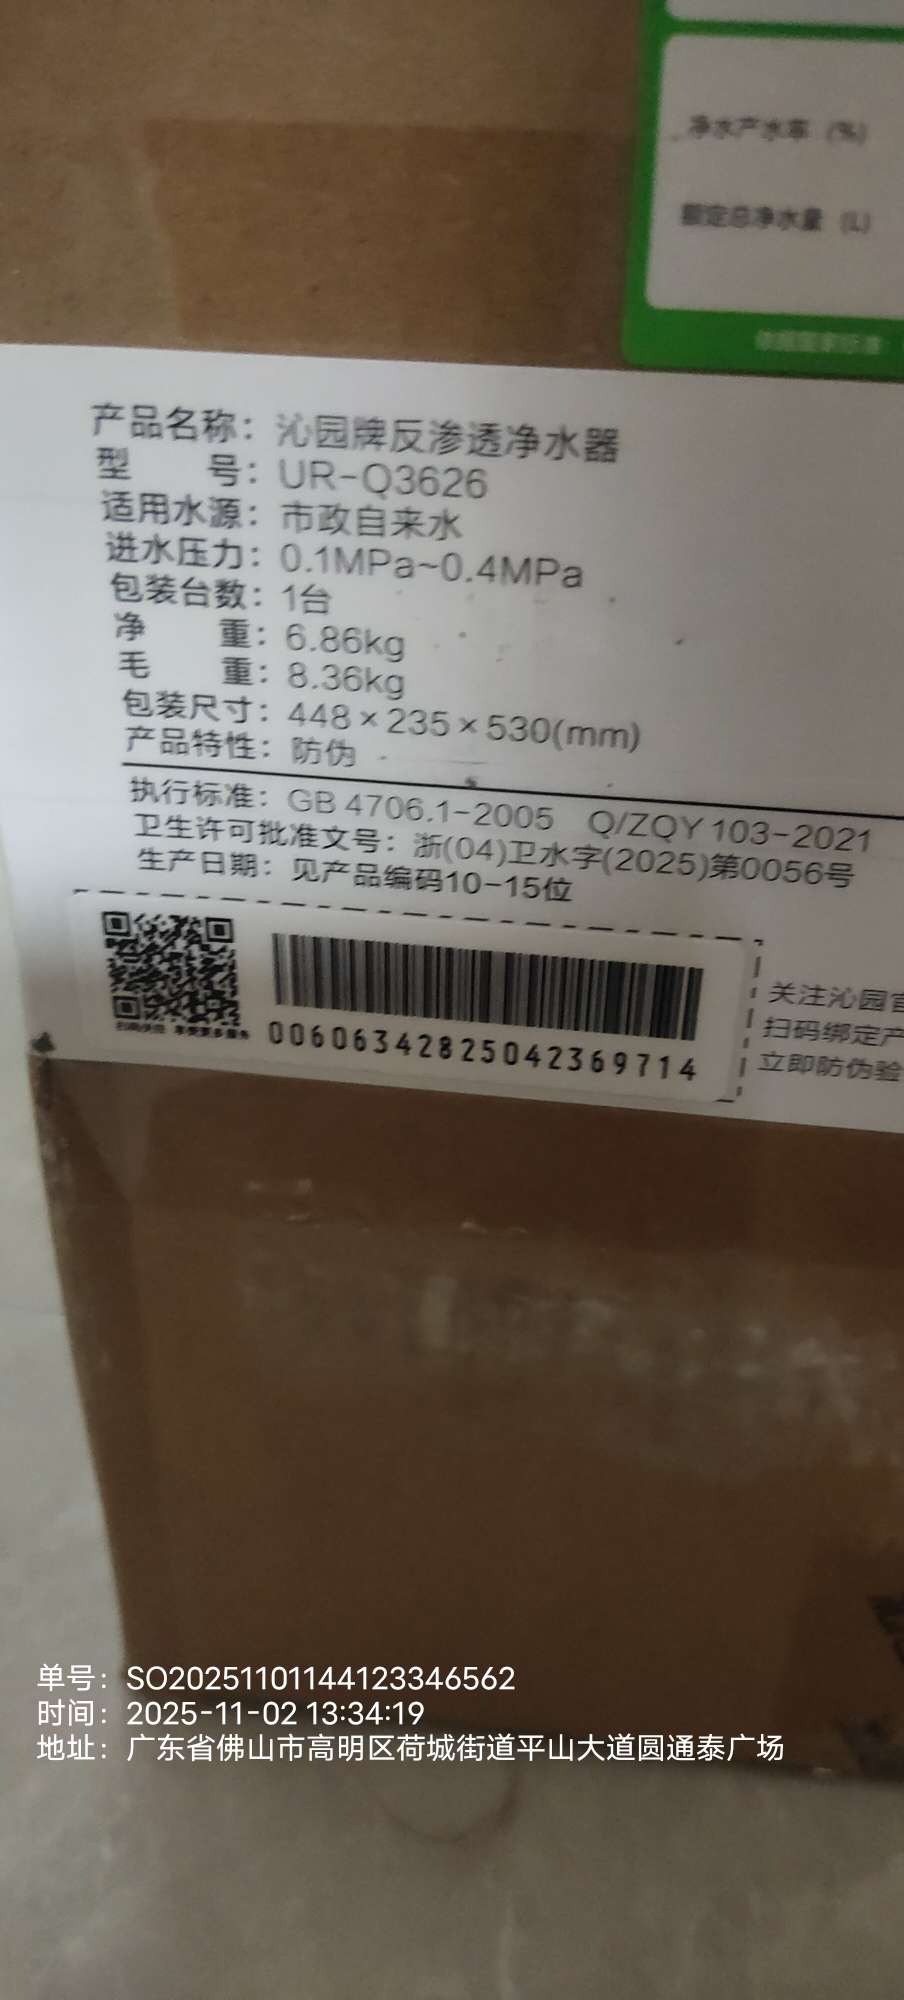 净水产水率 (%)
额定总净水量 (L)
产品名称：沁园牌反渗透净水器
型 号：UR-Q3626
适用水源：市政自来水
进水压力：0.1MPa~0.4MPa
包装台数：1台
净 重：6.86kg
毛 重：8.36kg
包装尺寸：448×235×530(mm)
产品特性：防伪
执行标准：GB 4706.1-2005 Q/ZQY 103-2021
卫生许可批准文号：浙(04)卫水字(2025)第0056号
生产日期：见产品编码10-15位
0060634282504236９714
关注沁园官
扫码绑定产
立即防伪验
单号：SO20251101144123346562
时间：2025-11-02 13:34:19
地址：广东省佛山市高明区荷城街道平山大道圆通泰广场